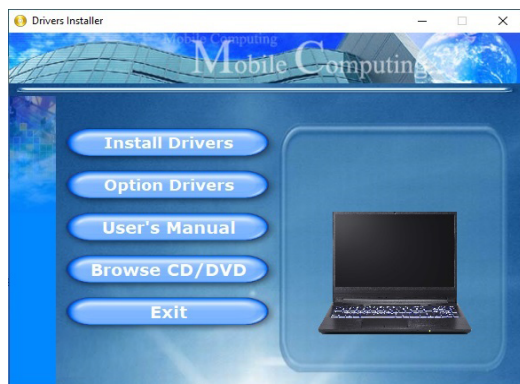 Drivers Installer
Mobile Computing
Mobile Computing
Install Drivers
Option Drivers
User's Manual
Browse CD/DVD
Exit